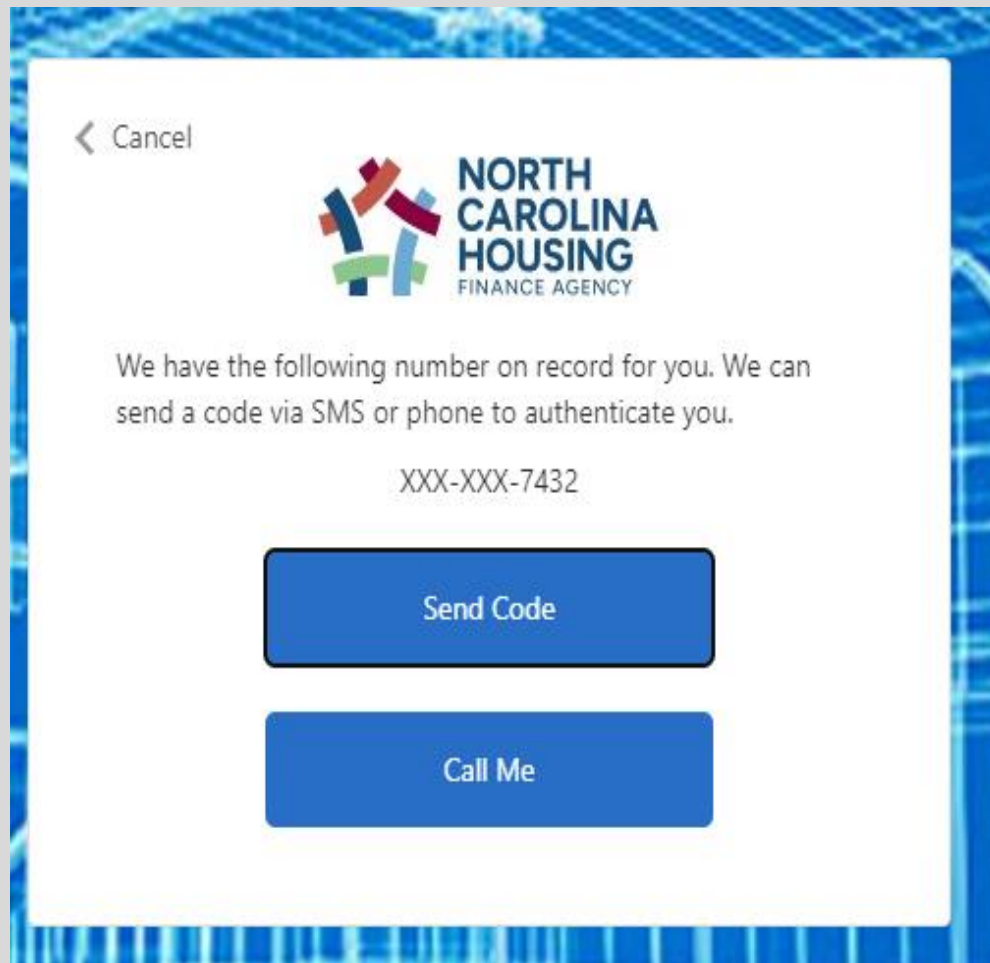 Cancel
NORTH
CAROLINA
HOUSING
FINANCE AGENCY
We have the following number on record for you. We can
send a code via SMS or phone to authenticate you.
XXX-XXX-7432
Send Code
Call Me